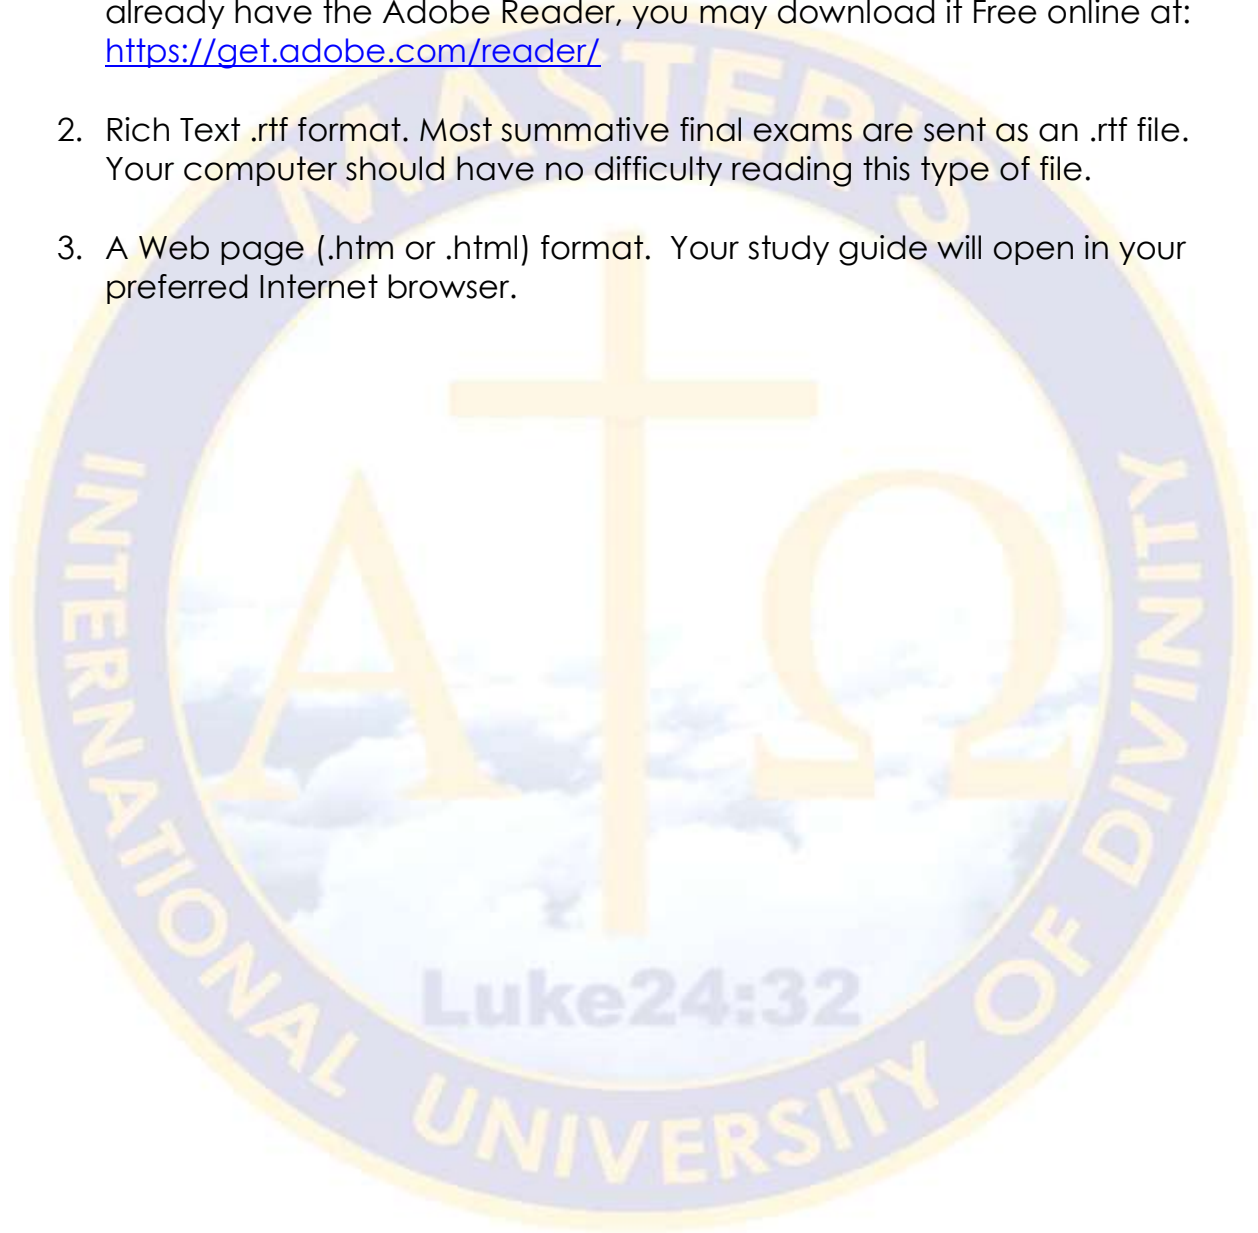 already have the Adobe Reader, you may download it Free online at:
https://get.adobe.com/reader/
2. Rich Text .rtf format. Most summative final exams are sent as an .rtf file.
Your computer should have no difficulty reading this type of file.
3. A Web page (.htm or .html) format.  Your study guide will open in your
preferred Internet browser.
MASTER'S
INTERNATIONAL UNIVERSITY OF DIVINITY
Α Ω
Luke24:32